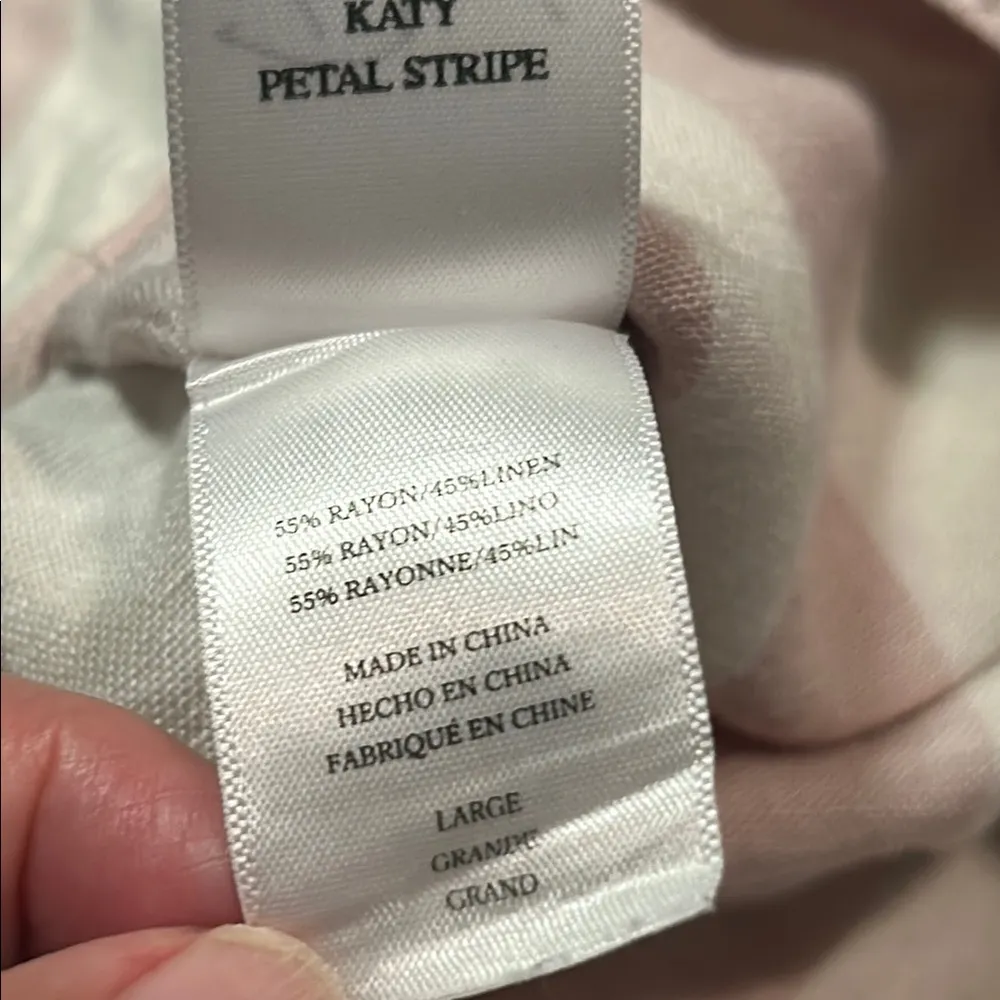 KATY
PETAL STRIPE
55% RAYON/45%LINEN
55% RAYON/45%LINO
55% RAYONNE/45%LIN
MADE IN CHINA
HECHO EN CHINA
FABRIQUÉ EN CHINE
LARGE
GRANDE
GRAND